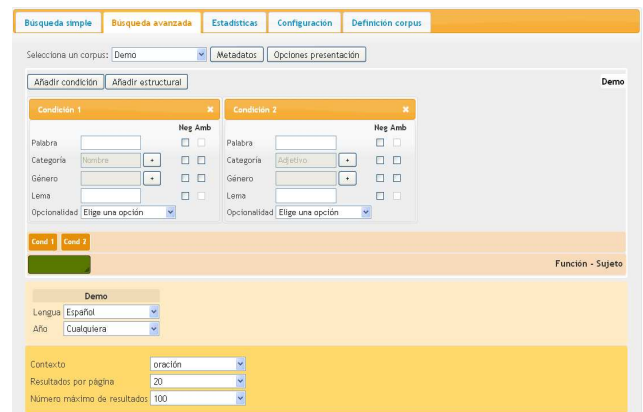 Búsqueda simple Búsqueda avanzada Estadísticas Configuración Definición corpus
Selecciona un corpus: Demo Metadatos Opciones presentación
Añadir condición Añadir estructural Demo
Condición 1 Condición 2
Neg Amb Neg Amb
Palabra Palabra
Categoría Nombre + Categoría Adjetivo +
Género + Género +
Lema Lema
Opcionalidad Elige una opción Opcionalidad Elige una opción
Cond 1 Cond 2
Función - Sujeto
Demo
Lengua Español
Año Cualquiera
Contexto oración
Resultados por página 20
Número máximo de resultados 100